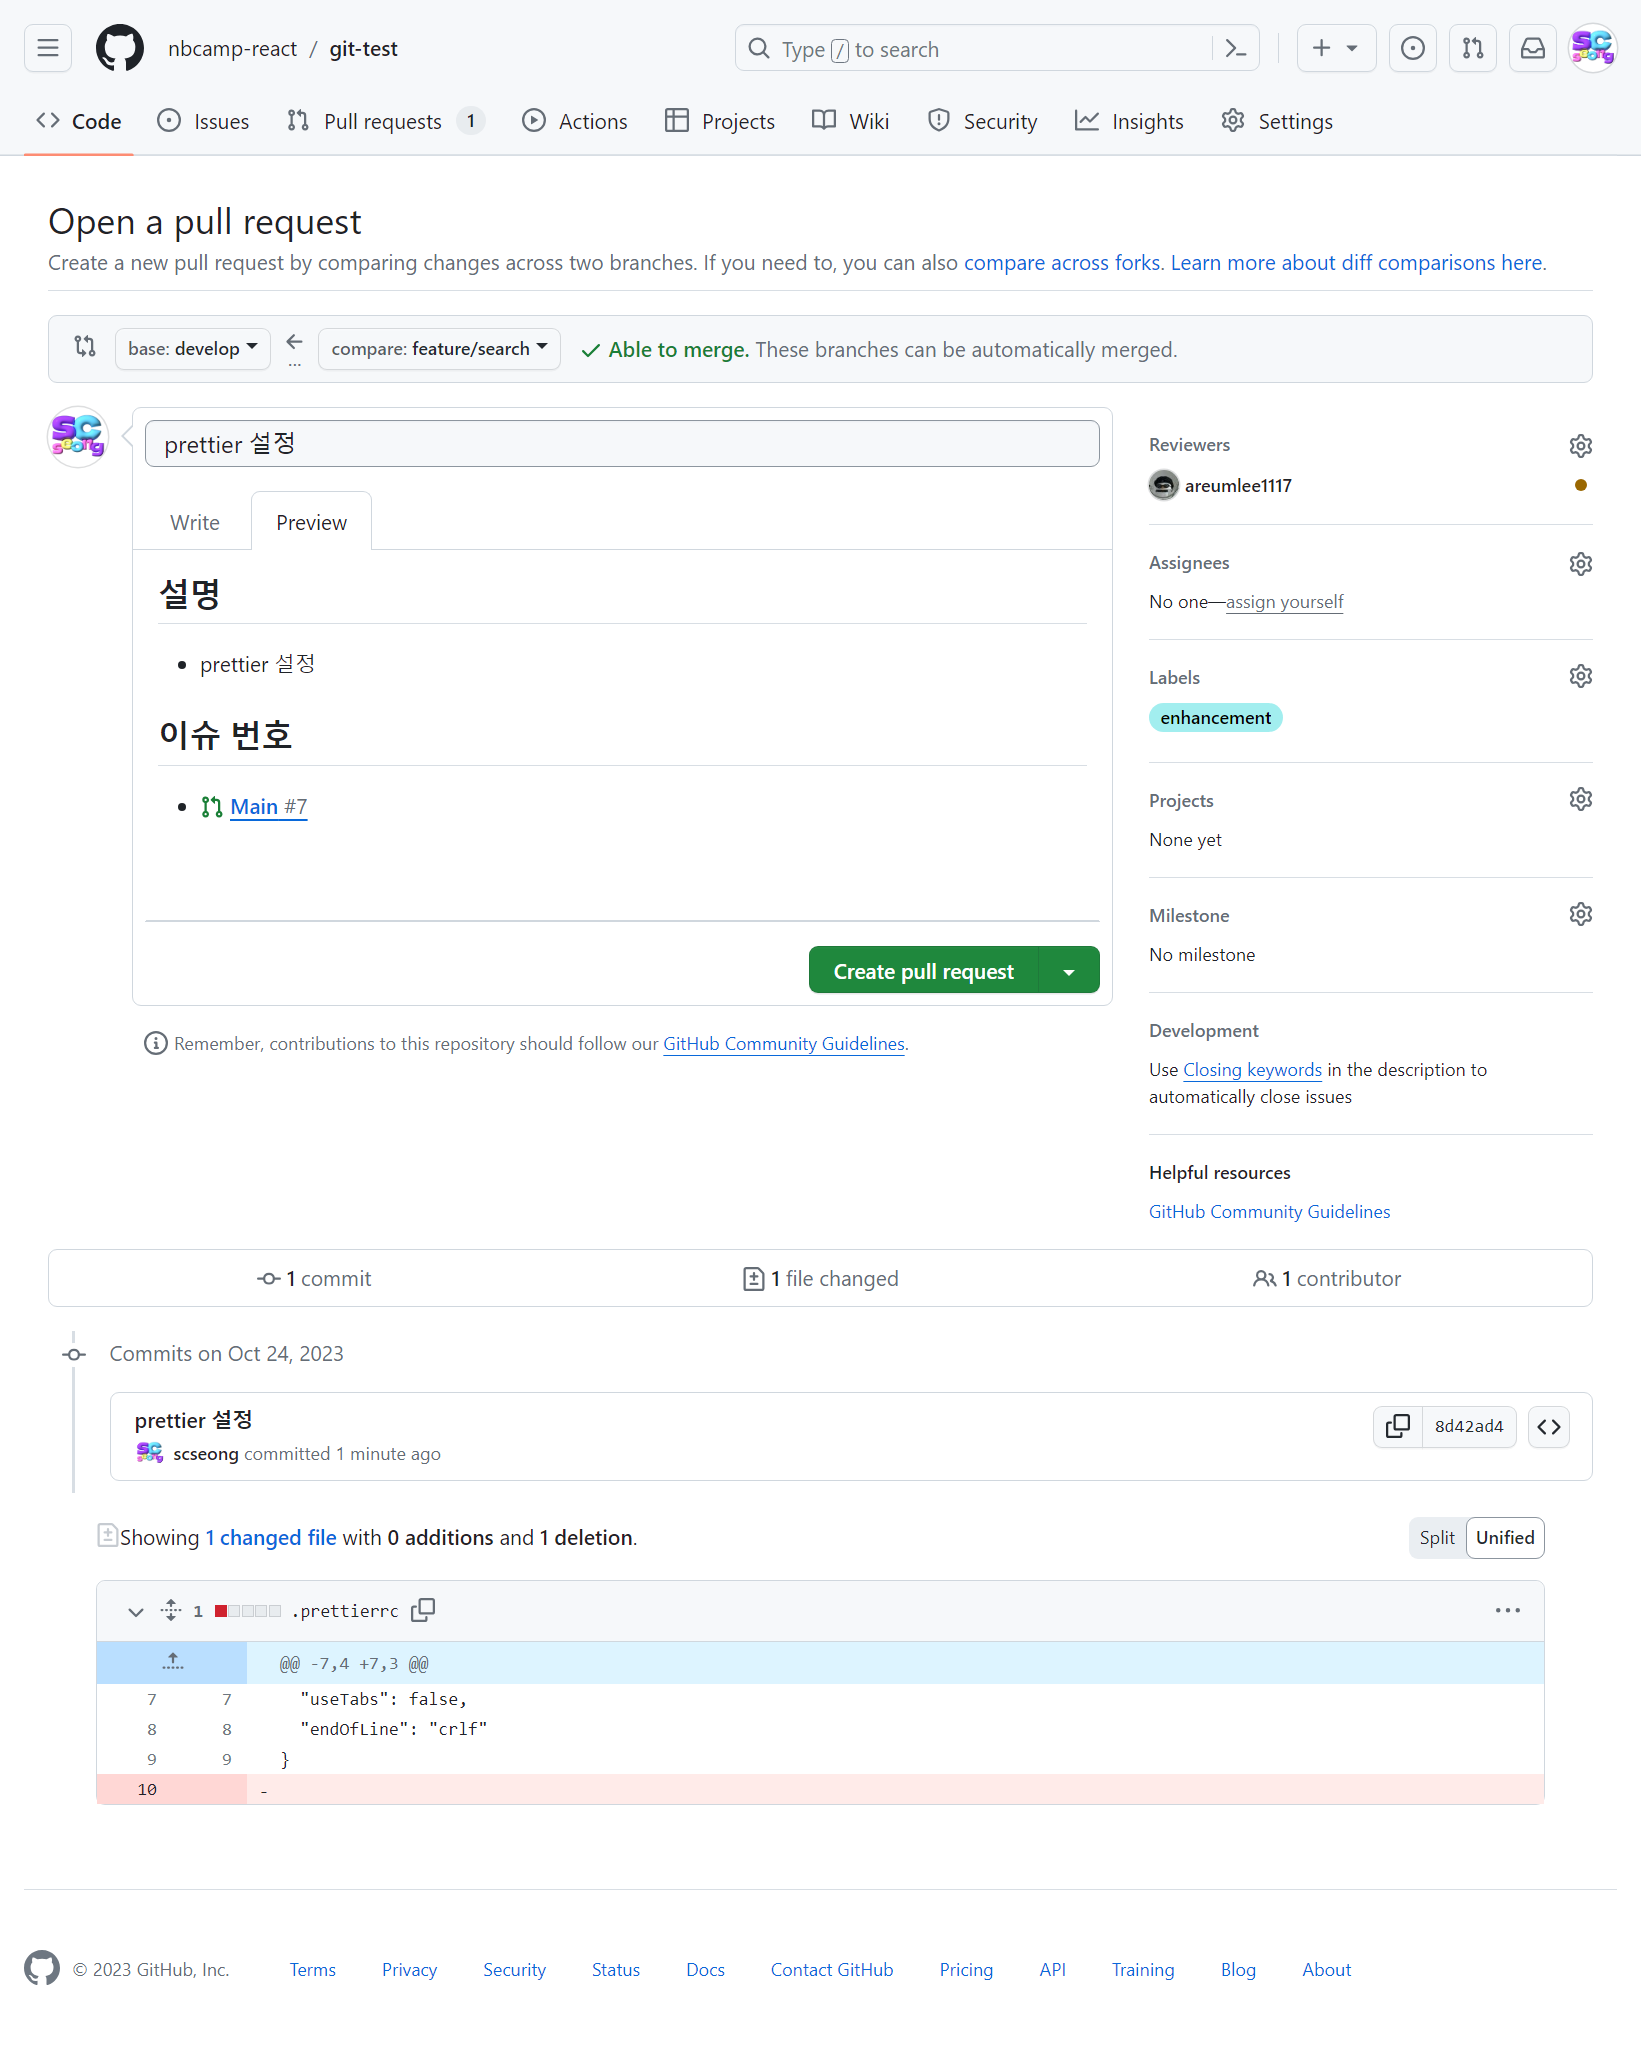 nbcamp-react / git-test
Type / to search
Code
Issues
Pull requests 1
Actions
Projects
Wiki
Security
Insights
Settings
Open a pull request
Create a new pull request by comparing changes across two branches. If you need to, you can also compare across forks. Learn more about diff comparisons here.
base: develop
...
compare: feature/search
Able to merge. These branches can be automatically merged.
SC seong
prettier 설정
Write
Preview
설명
prettier 설정
이슈 번호
Main #7
Create pull request
Remember, contributions to this repository should follow our GitHub Community Guidelines.
Reviewers
areumlee1117
Assignees
No one—assign yourself
Labels
enhancement
Projects
None yet
Milestone
No milestone
Development
Use Closing keywords in the description to
automatically close issues
Helpful resources
GitHub Community Guidelines
1 commit
1 file changed
1 contributor
Commits on Oct 24, 2023
prettier 설정
scseong committed 1 minute ago
8d42ad4
Showing 1 changed file with 0 additions and 1 deletion.
Split
Unified
1 .prettierrc
@@ -7,4 +7,3 @@
7 7 "useTabs": false,
8 8 "endOfLine": "crlf"
9 9 }
10 -
© 2023 GitHub, Inc.
Terms
Privacy
Security
Status
Docs
Contact GitHub
Pricing
API
Training
Blog
About